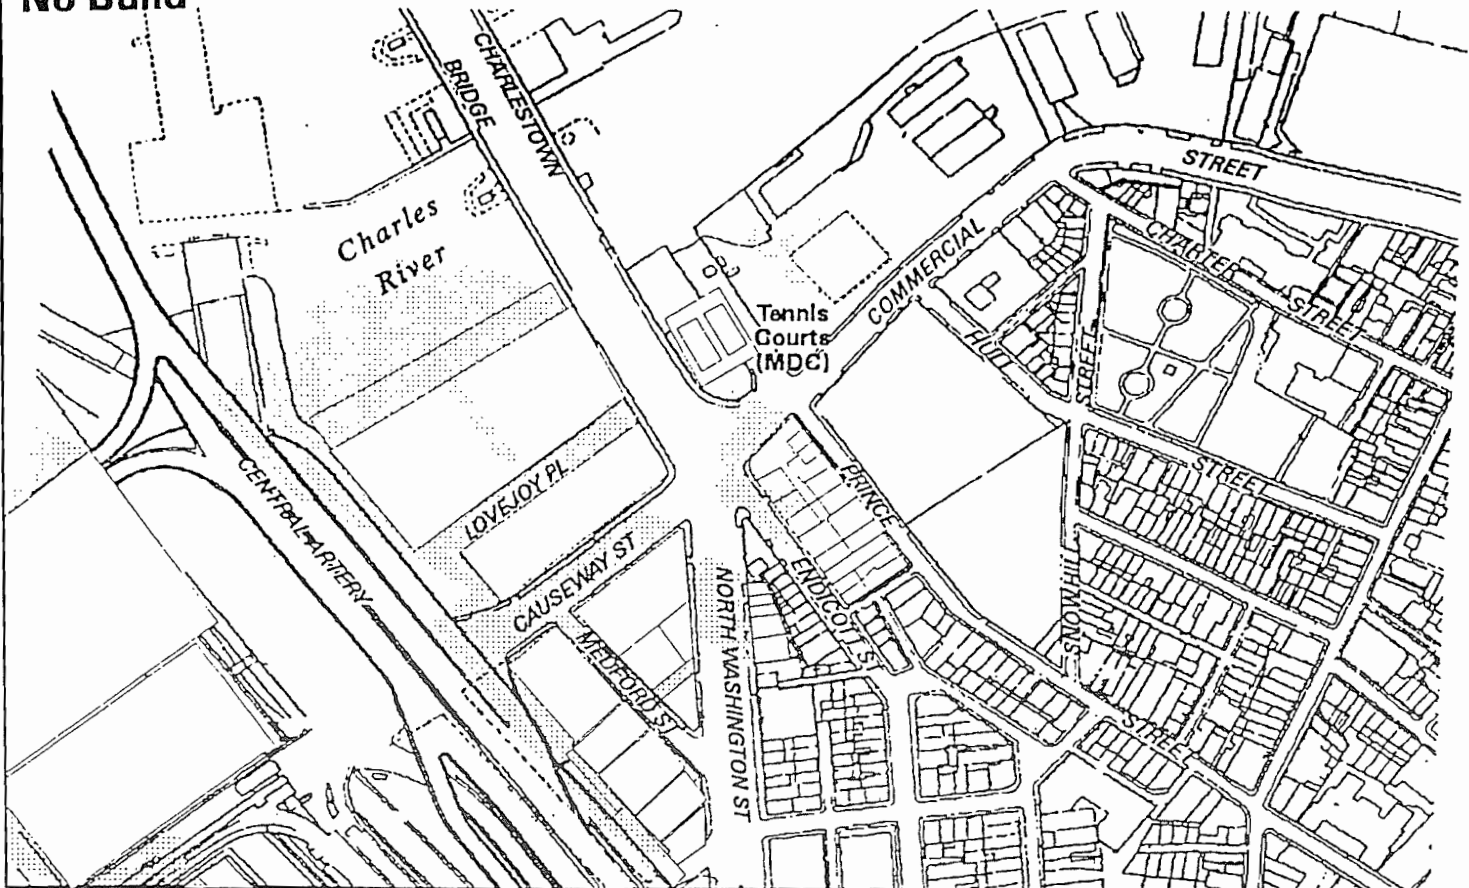 No Build
CHARLESTOWN
BRIDGE
Charles
River
STREET
COMMERCIAL
CHARTER
STREET
Tennis
Courts
(MDC)
HULL
STREET
STREET
CENTRAL ARTERY
LOVEJOY PL
PRINCE
CAUSEWAY ST
ENDICOTT ST
MEDFORD ST
NORTH WASHINGTON ST
SNOWHILL
STREET